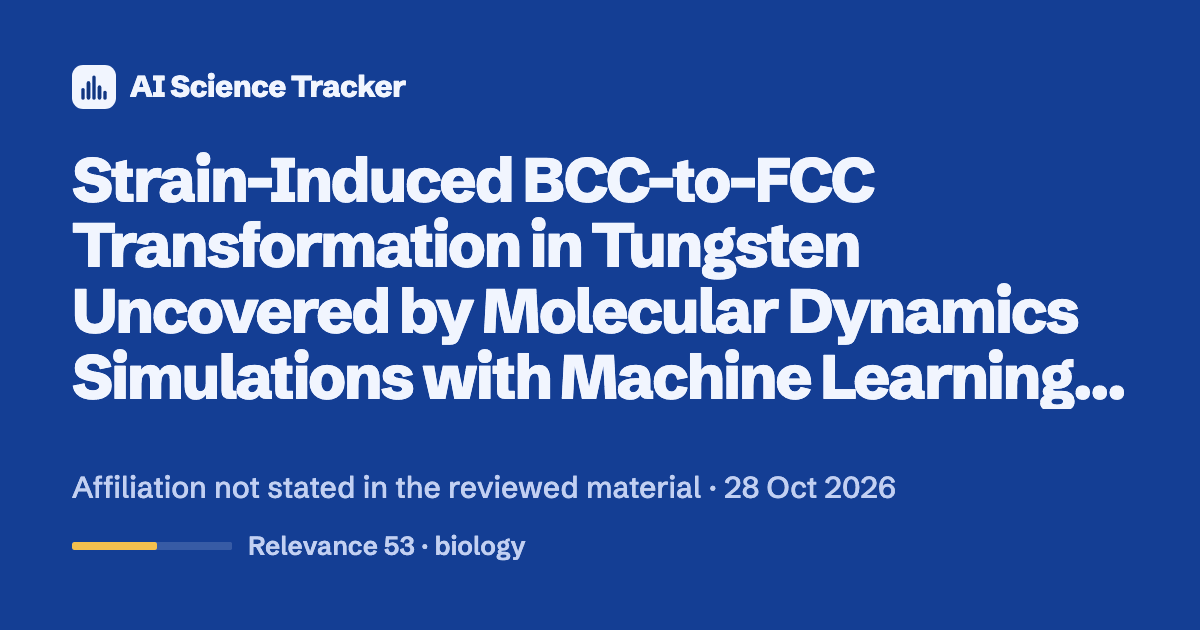 AI Science Tracker
Strain-Induced BCC-to-FCC
Transformation in Tungsten
Uncovered by Molecular Dynamics
Simulations with Machine Learning...
Affiliation not stated in the reviewed material · 28 Oct 2026
Relevance 53 · biology